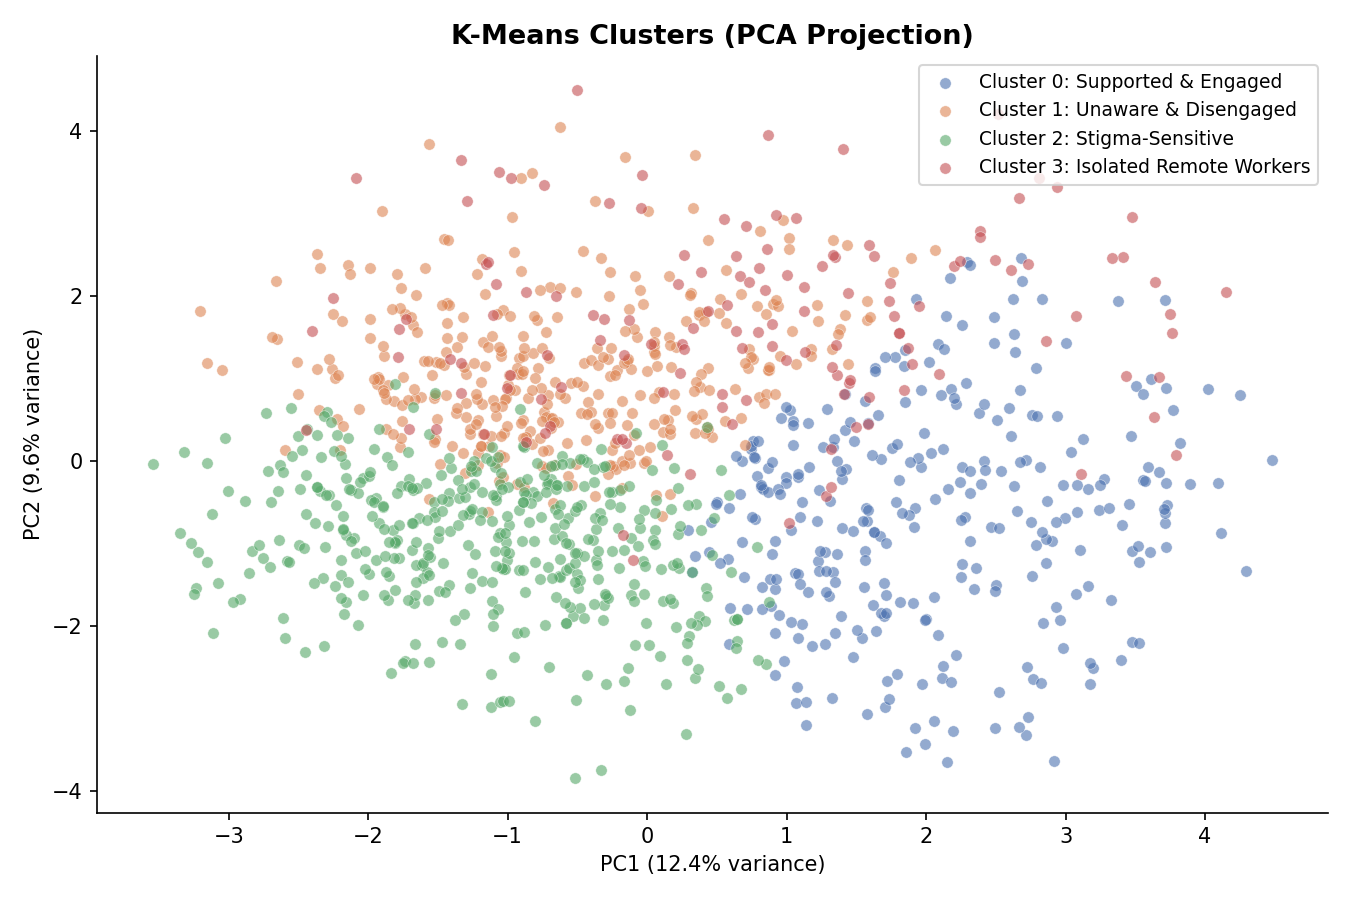 K-Means Clusters (PCA Projection)
Cluster 0: Supported & Engaged
Cluster 1: Unaware & Disengaged
Cluster 2: Stigma-Sensitive
Cluster 3: Isolated Remote Workers
4
2
0
−2
−4
PC2 (9.6% variance)
−3 −2 −1 0 1 2 3 4
PC1 (12.4% variance)